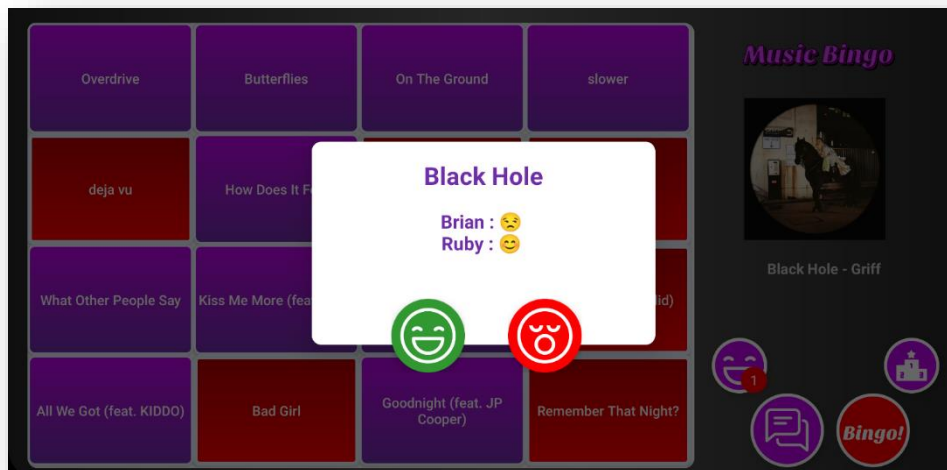 Overdrive
Butterflies
On The Ground
slower
Music Bingo
deja vu
How Does It
Black Hole
Brian : 😒
Ruby : 😊
Black Hole - Griff
What Other People Say
Kiss Me More
All We Got (feat. KIDDO)
Bad Girl
Goodnight (feat. JP
Cooper)
Remember That Night?
1
Bingo!